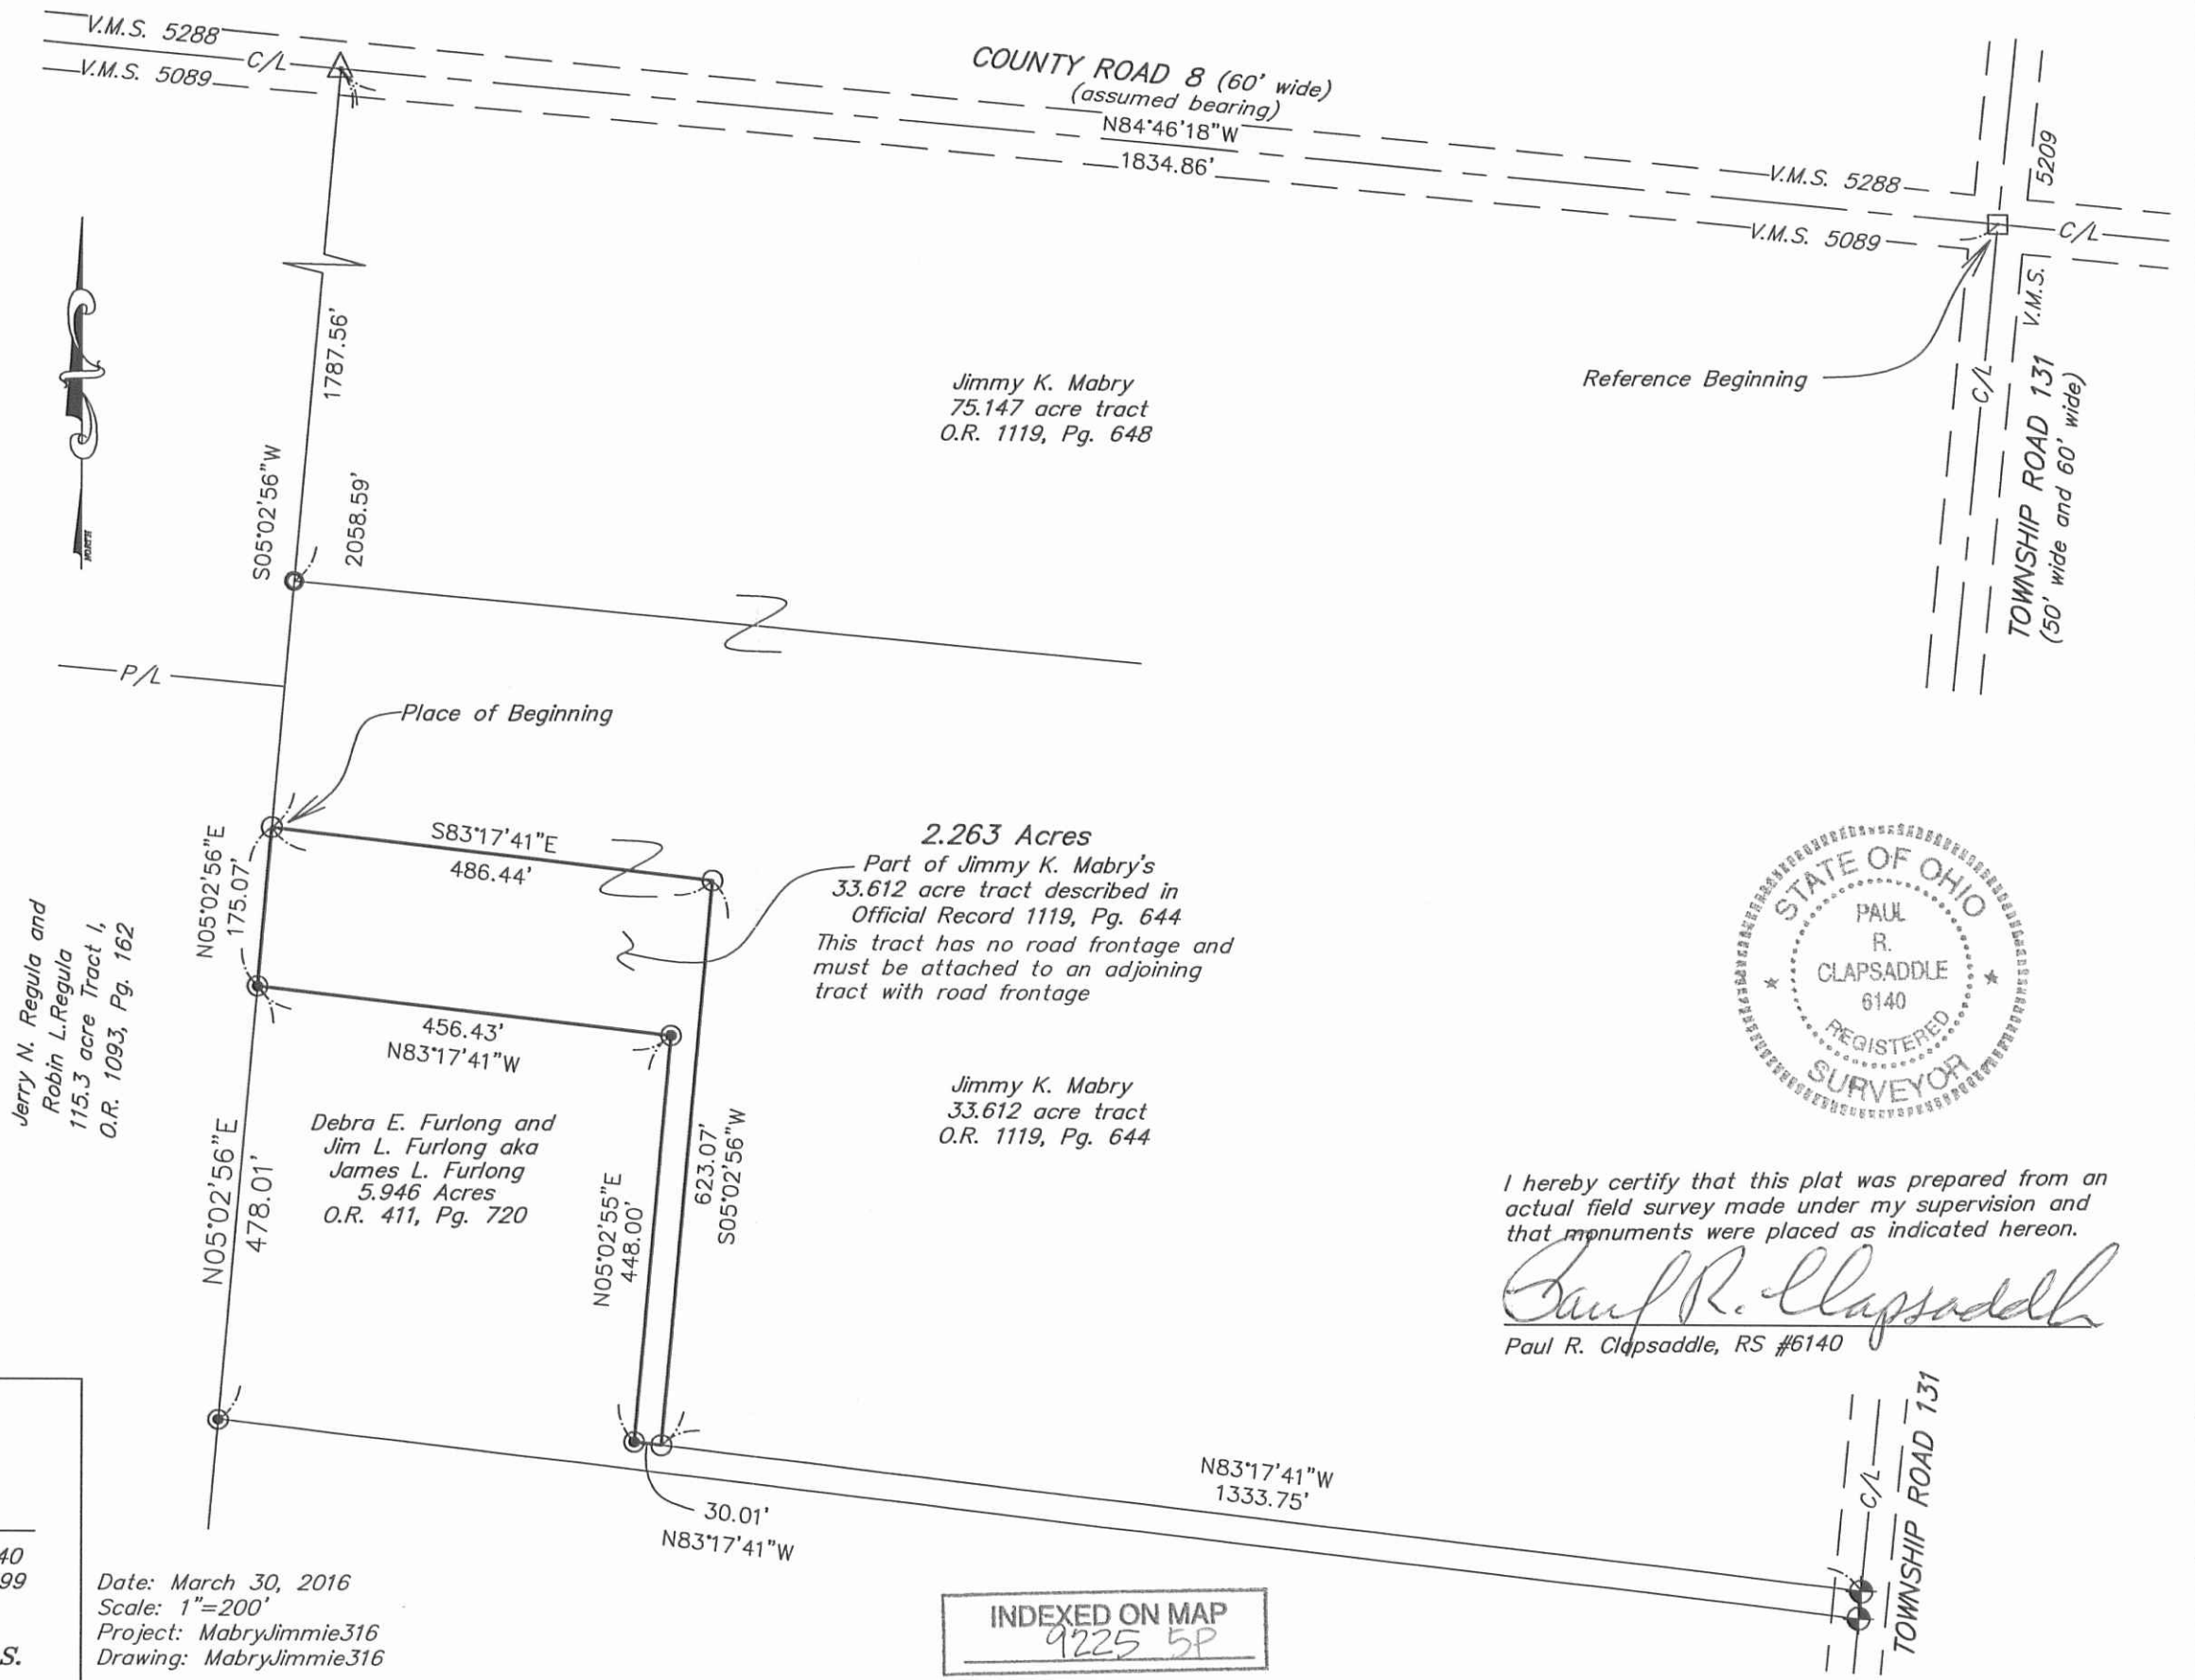 V.M.S. 5288
C/L
V.M.S. 5089
COUNTY ROAD 8 (60' wide)
(assumed bearing)
N84°46'18"W
1834.86'
V.M.S. 5288
V.M.S. 5089
5209
C/L
V.M.S.
C/L
TOWNSHIP ROAD 131
(50' wide and 60' wide)
Reference Beginning
1787.56'
S05°02'56"W
2058.59'
NORTH
Jimmy K. Mabry
75.147 acre tract
O.R. 1119, Pg. 648
P/L
Place of Beginning
S83°17'41"E
486.44'
N05°02'56"E
175.07'
2.263 Acres
Part of Jimmy K. Mabry's
33.612 acre tract described in
Official Record 1119, Pg. 644
This tract has no road frontage and
must be attached to an adjoining
tract with road frontage
Jerry N. Regula and
Robin L.Regula
115.3 acre Tract 1,
O.R. 1093, Pg. 162
456.43'
N83°17'41"W
STATE OF OHIO
PAUL
R.
CLAPSADDLE
6140
REGISTERED
SURVEYOR
N05°02'56"E
478.01'
Debra E. Furlong and
Jim L. Furlong aka
James L. Furlong
5.946 Acres
O.R. 411, Pg. 720
N05°02'55"E
448.00'
623.07'
S05°02'56"W
Jimmy K. Mabry
33.612 acre tract
O.R. 1119, Pg. 644
I hereby certify that this plat was prepared from an
actual field survey made under my supervision and
that monuments were placed as indicated hereon.
Paul R. Clapsaddle
Paul R. Clapsaddle, RS #6140
30.01'
N83°17'41"W
N83°17'41"W
1333.75'
C/L
TOWNSHIP ROAD 131
40
99
S.
Date: March 30, 2016
Scale: 1"=200'
Project: MabryJimmie316
Drawing: MabryJimmie316
INDEXED ON MAP
9225 5P